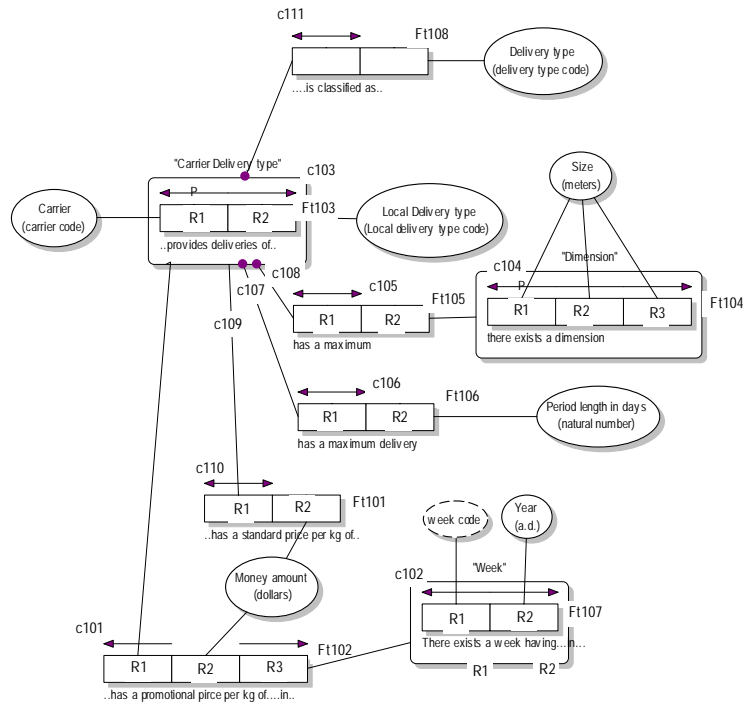 c111
Ft108
Delivery type
(delivery type code)
....is classified as..
"Carrier Delivery type"
c103
P
Carrier
(carrier code)
R1 R2
Ft103
Local Delivery type
(Local delivery type code)
..provides deliveries of..
Size
(meters)
c108
c107
c105
Ft105
R1 R2
has a maximum
c104
"Dimension"
P
R1 R2 R3
Ft104
there exists a dimension
c109
c106
Ft106
R1 R2
has a maximum delivery
Period length in days
(natural number)
c110
Ft101
R1 R2
..has a standard price per kg of..
Money amount
(dollars)
week code
Year
(a.d.)
c102
"Week"
R1 R2
Ft107
There exists a week having....n...
R1 R2
c101
Ft102
R1 R2 R3
..has a promotional pirce per kg of....in..